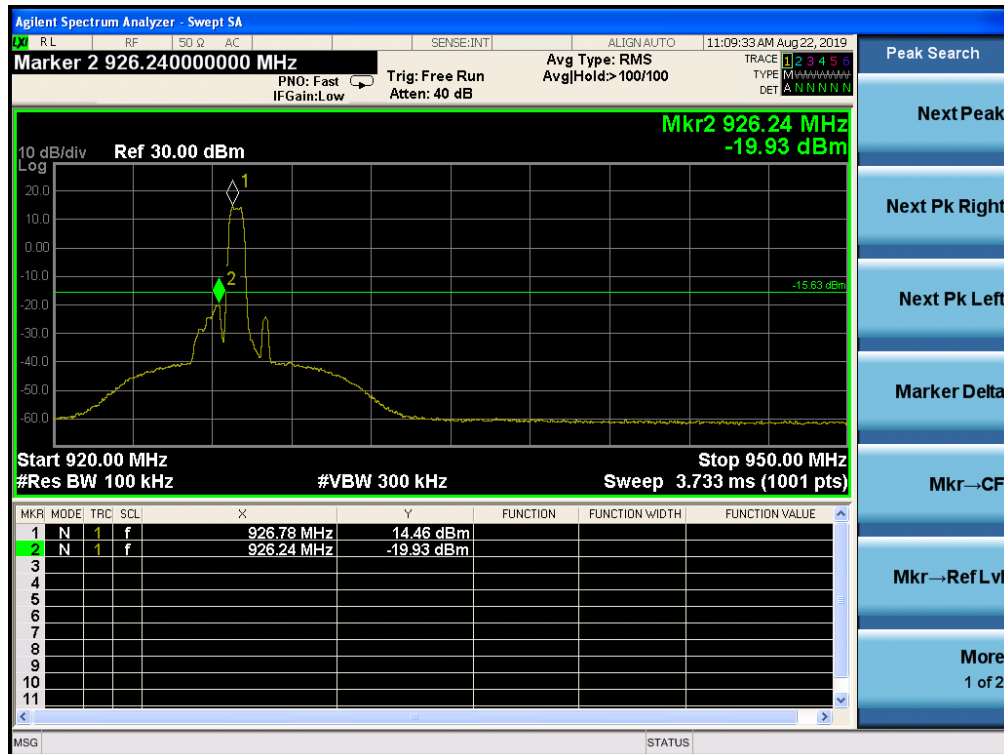 Agilent Spectrum Analyzer - Swept SA
LXI RL RF 50 Ω AC SENSE:INT ALIGNAUTO 11:09:33 AM Aug 22, 2019
Marker 2 926.240000000 MHz
PNO: Fast
IFGain:Low
Trig: Free Run
Atten: 40 dB
Avg Type: RMS
Avg|Hold:>100/100
TRACE 1 2 3 4 5 6
TYPE MWWWWW
DET A N N N N N
Mkr2 926.24 MHz
-19.93 dBm
10 dB/div Ref 30.00 dBm
Log
20.0
10.0
0.00
-10.0
-20.0
-30.0
-40.0
-50.0
-60.0
1
2
-15.63 dBm
Start 920.00 MHz Stop 950.00 MHz
#Res BW 100 kHz #VBW 300 kHz Sweep 3.733 ms (1001 pts)
MKR MODE TRC SCL X Y FUNCTION FUNCTION WIDTH FUNCTION VALUE
1 N 1 f 926.78 MHz 14.46 dBm
2 N 1 f 926.24 MHz -19.93 dBm
3
4
5
6
7
8
9
10
11
MSG STATUS
Peak Search
Next Peak
Next Pk Right
Next Pk Left
Marker Delta
Mkr→CF
Mkr→Ref Lvl
More
1 of 2